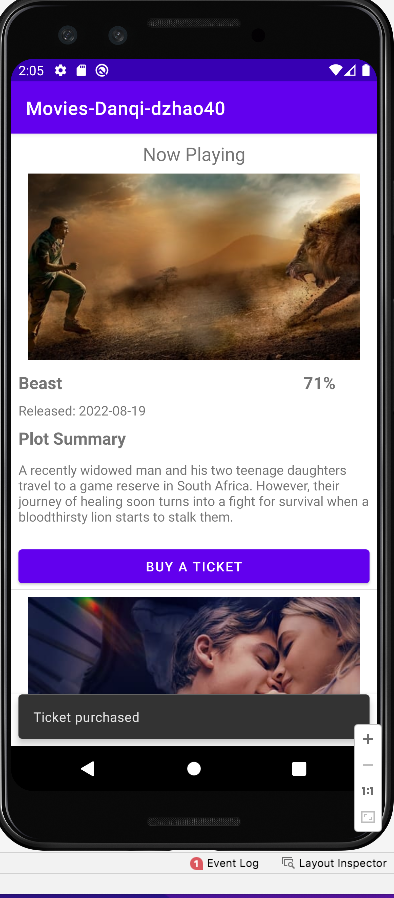 2:05
Movies-Danqi-dzhao40
Now Playing
Beast 71%
Released: 2022-08-19
Plot Summary
A recently widowed man and his two teenage daughters
travel to a game reserve in South Africa. However, their
journey of healing soon turns into a fight for survival when a
bloodthirsty lion starts to stalk them.
BUY A TICKET
Ticket purchased
1:1
1 Event Log Layout Inspector